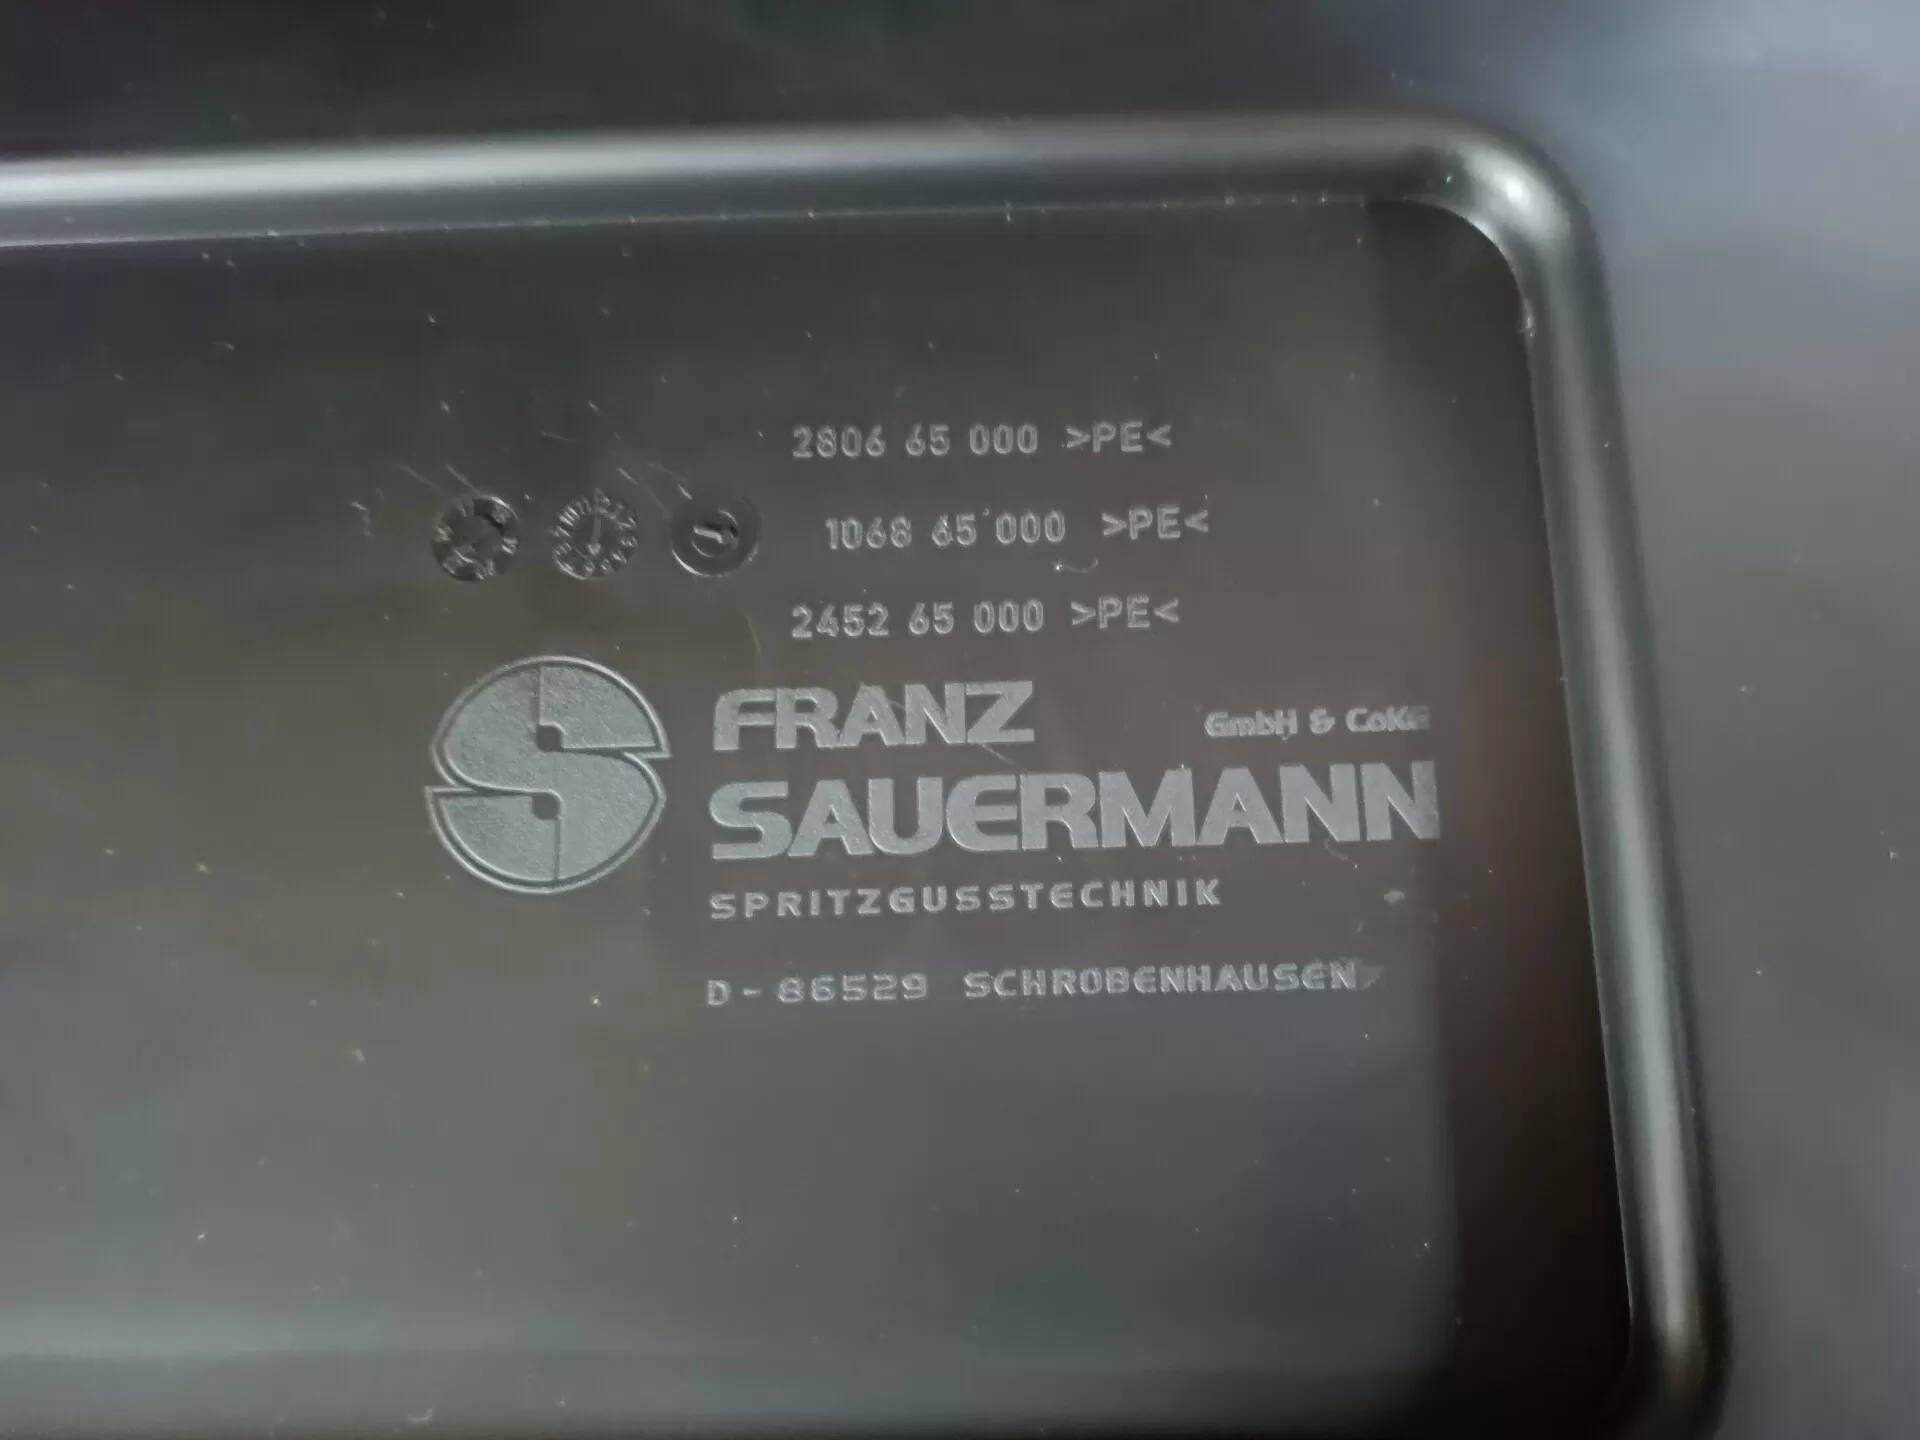 2806 65 000 >PE<
1068 65 000 >PE<
2452 65 000 >PE<
FRANZ GmbH & CoKG
SAUERMANN
SPRITZGUSSTECHNIK
D-86529 SCHROBENHAUSEN